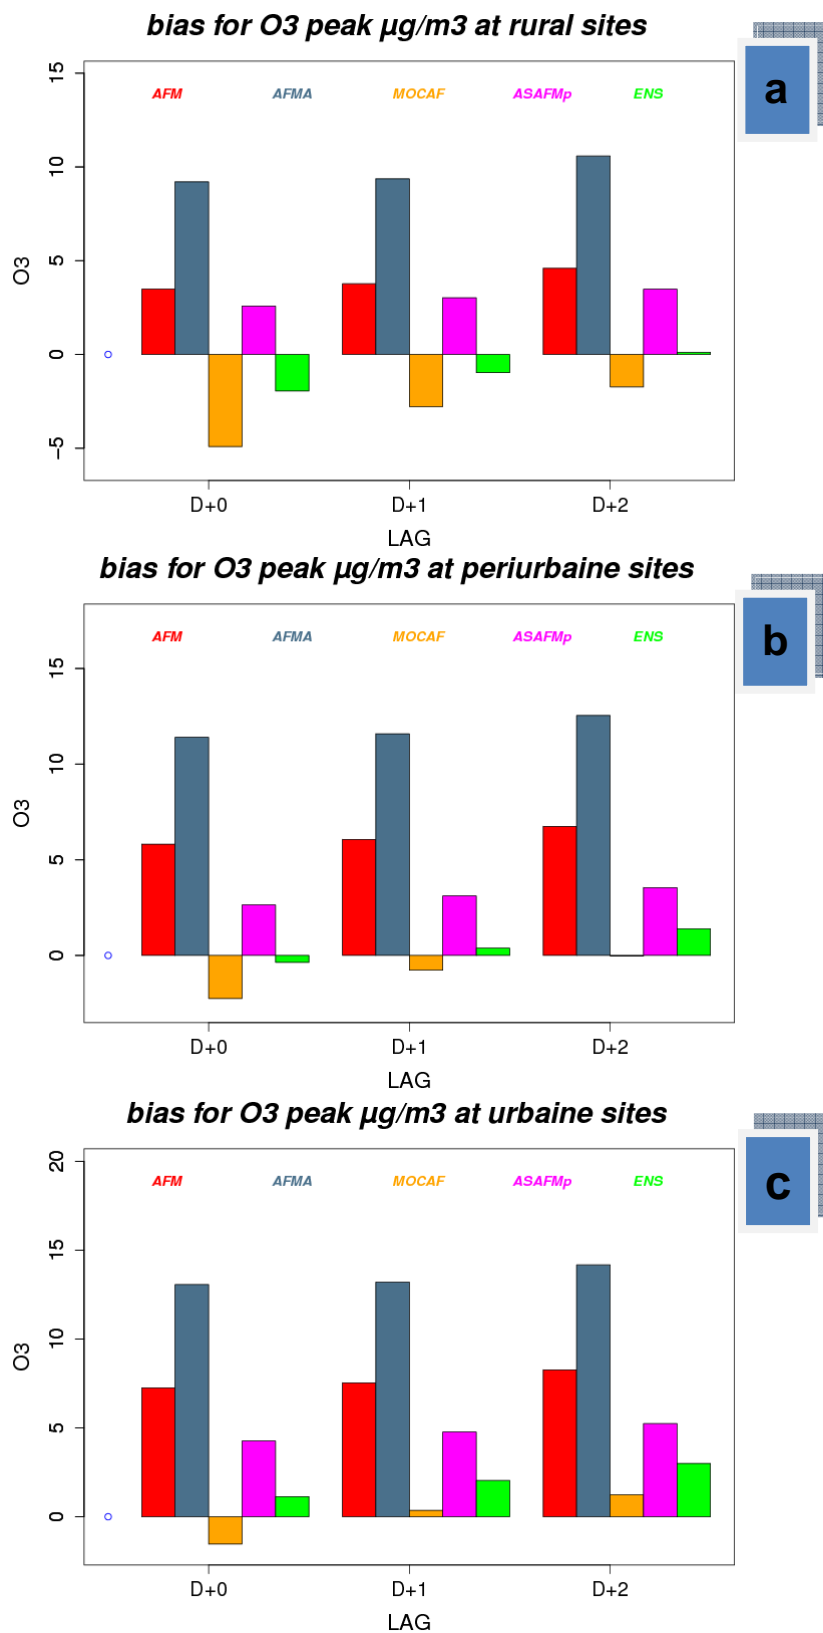 bias for O3 peak µg/m3 at rural sites
a
AFM AFMA MOCAF ASAFMp ENS
15
10
5
0
−5
O3
D+0 D+1 D+2
LAG
bias for O3 peak µg/m3 at periurbaine sites
b
AFM AFMA MOCAF ASAFMp ENS
15
10
5
0
O3
D+0 D+1 D+2
LAG
bias for O3 peak µg/m3 at urbaine sites
c
AFM AFMA MOCAF ASAFMp ENS
20
15
10
5
0
O3
D+0 D+1 D+2
LAG